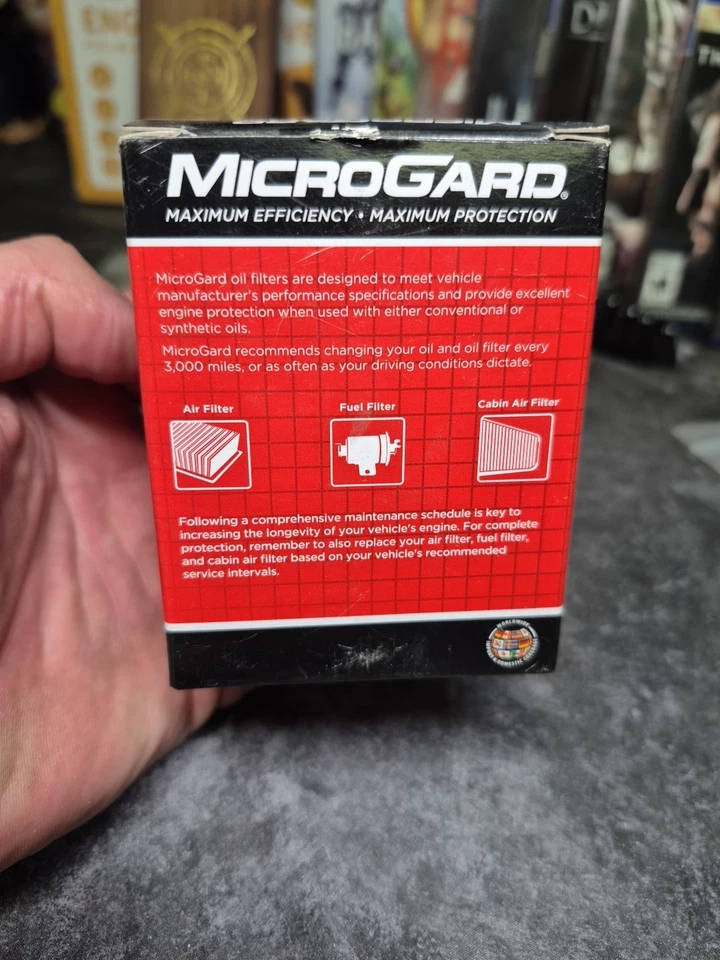 MICROGARD®
MAXIMUM EFFICIENCY • MAXIMUM PROTECTION
MicroGard oil filters are designed to meet vehicle
manufacturer's performance specifications and provide excellent
engine protection when used with either conventional or
synthetic oils.
MicroGard recommends changing your oil and oil filter every
3,000 miles, or as often as your driving conditions dictate.
Air Filter
Fuel Filter
Cabin Air Filter
Following a comprehensive maintenance schedule is key to
increasing the longevity of your vehicle's engine. For complete
protection, remember to also replace your air filter, fuel filter,
and cabin air filter based on your vehicle's recommended
service intervals.
WORLDWIDE